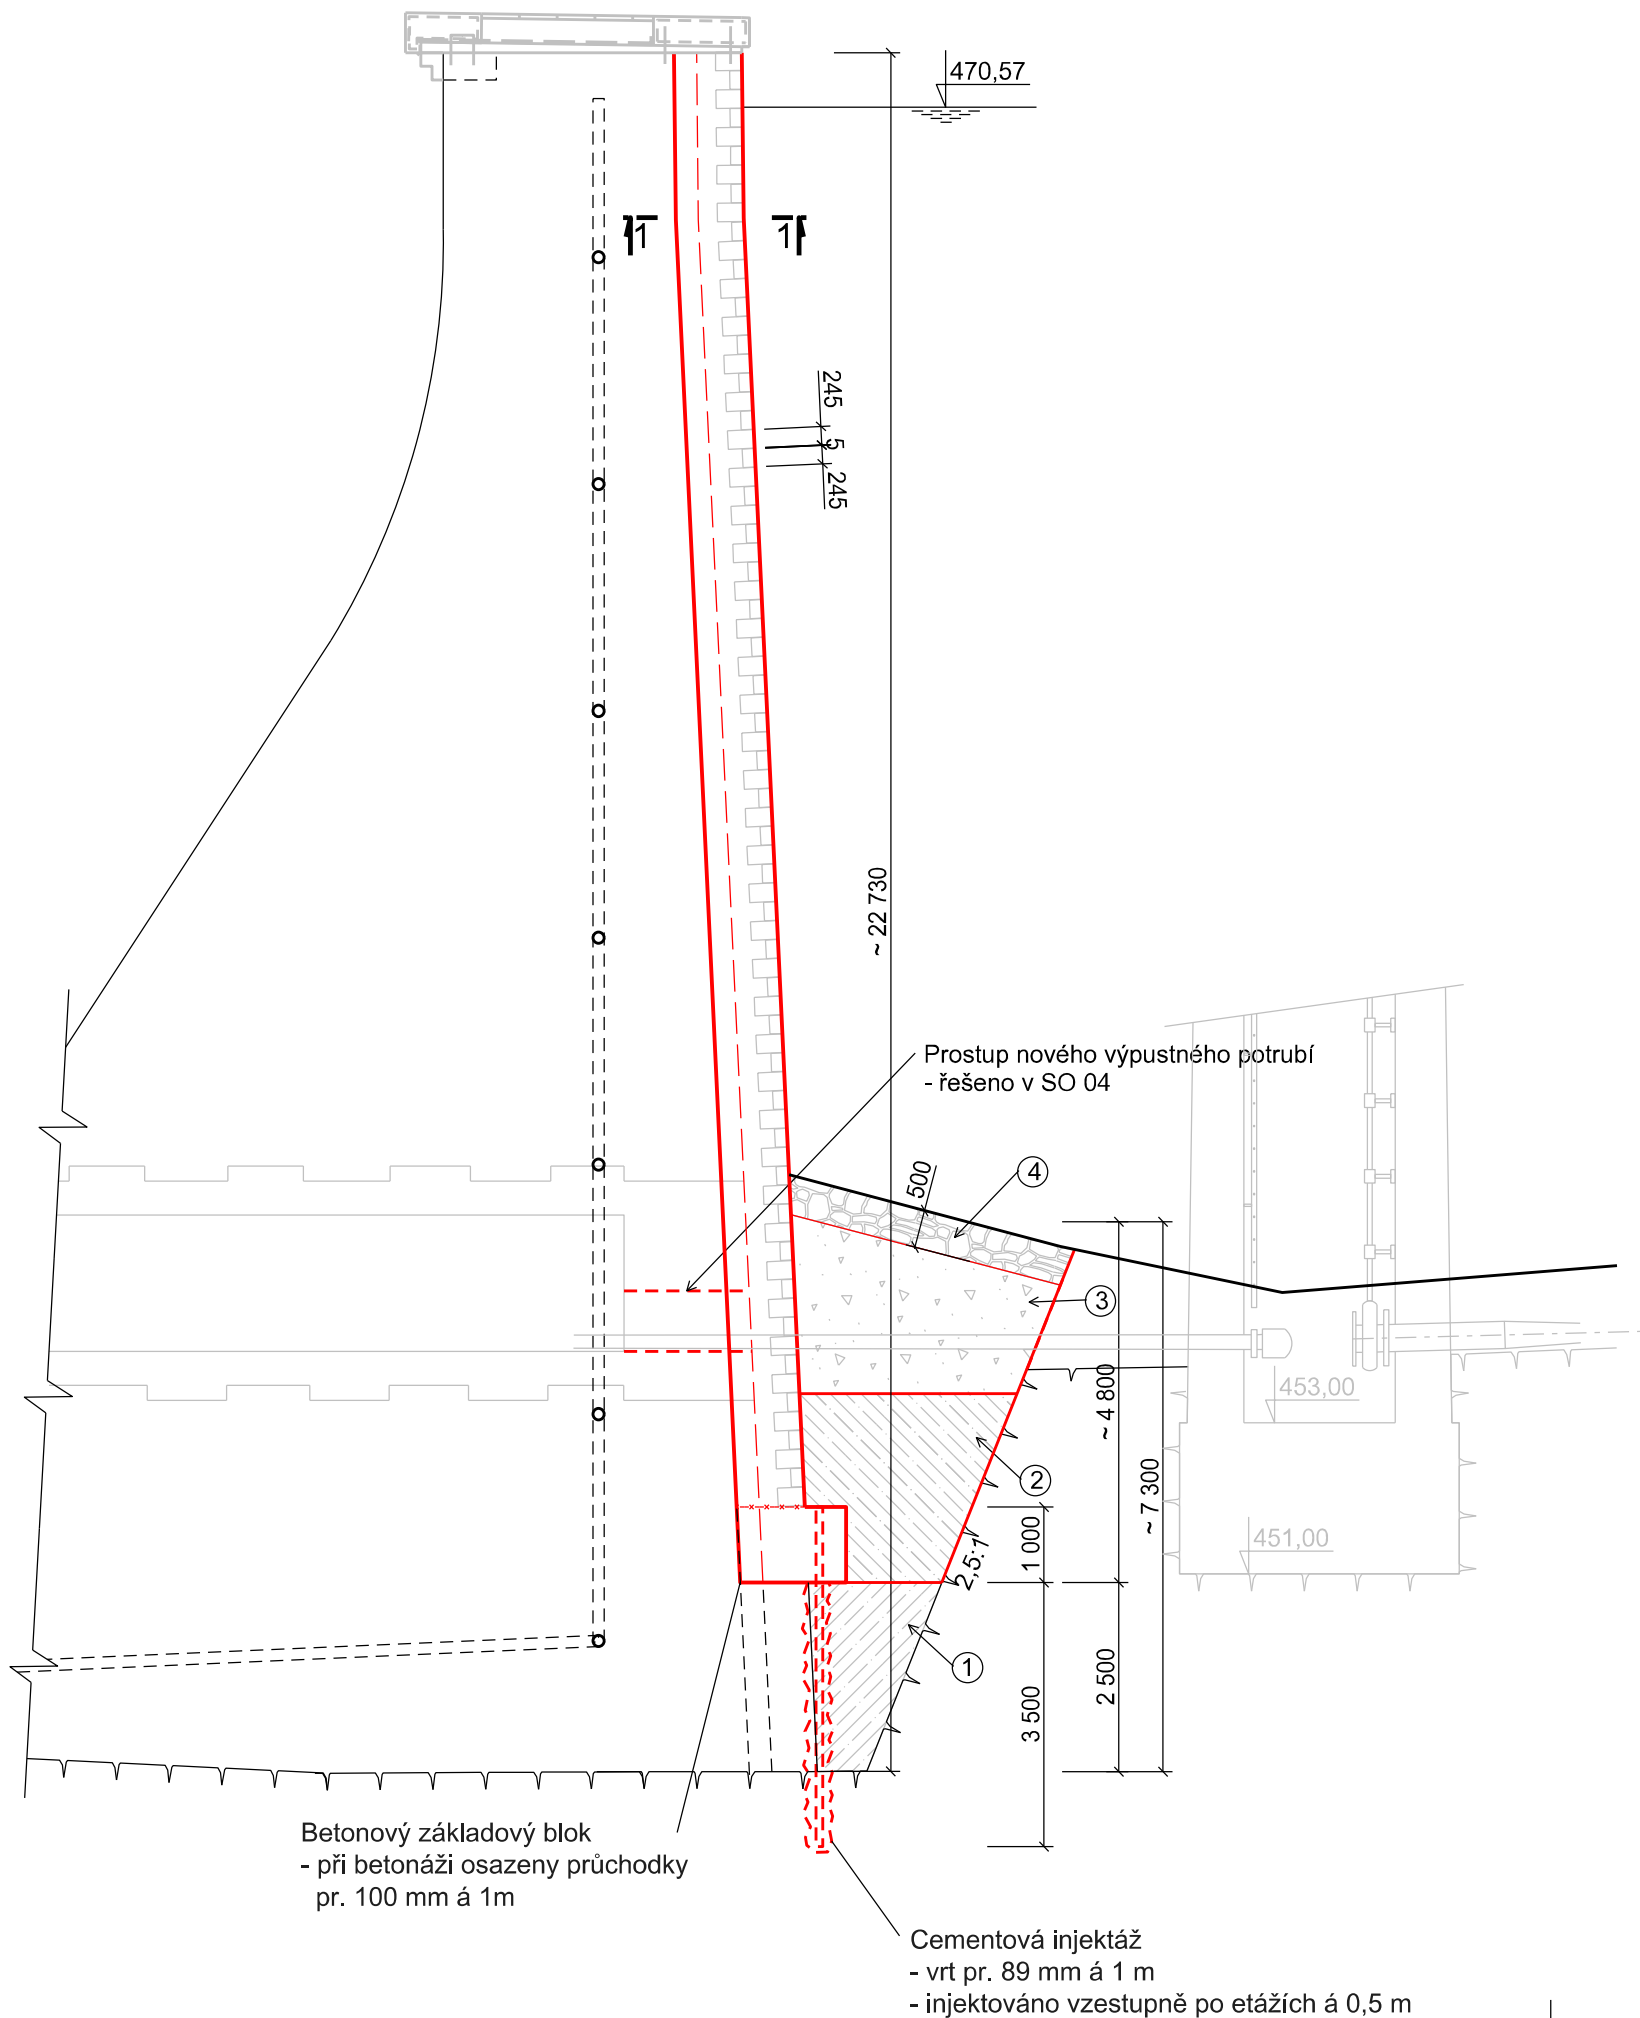 470,57
1
1
245
5
245
~ 22 730
Prostup nového výpustného potrubí
- řešeno v SO 04
500
4
3
453,00
~ 4 800
2
~ 7 300
1 000
451,00
2,5:1
1
2 500
3 500
Betonový základový blok
- při betonáži osazeny průchodky
pr. 100 mm á 1m
Cementová injektáž
- vrt pr. 89 mm á 1 m
- injektováno vzestupně po etážích á 0,5 m